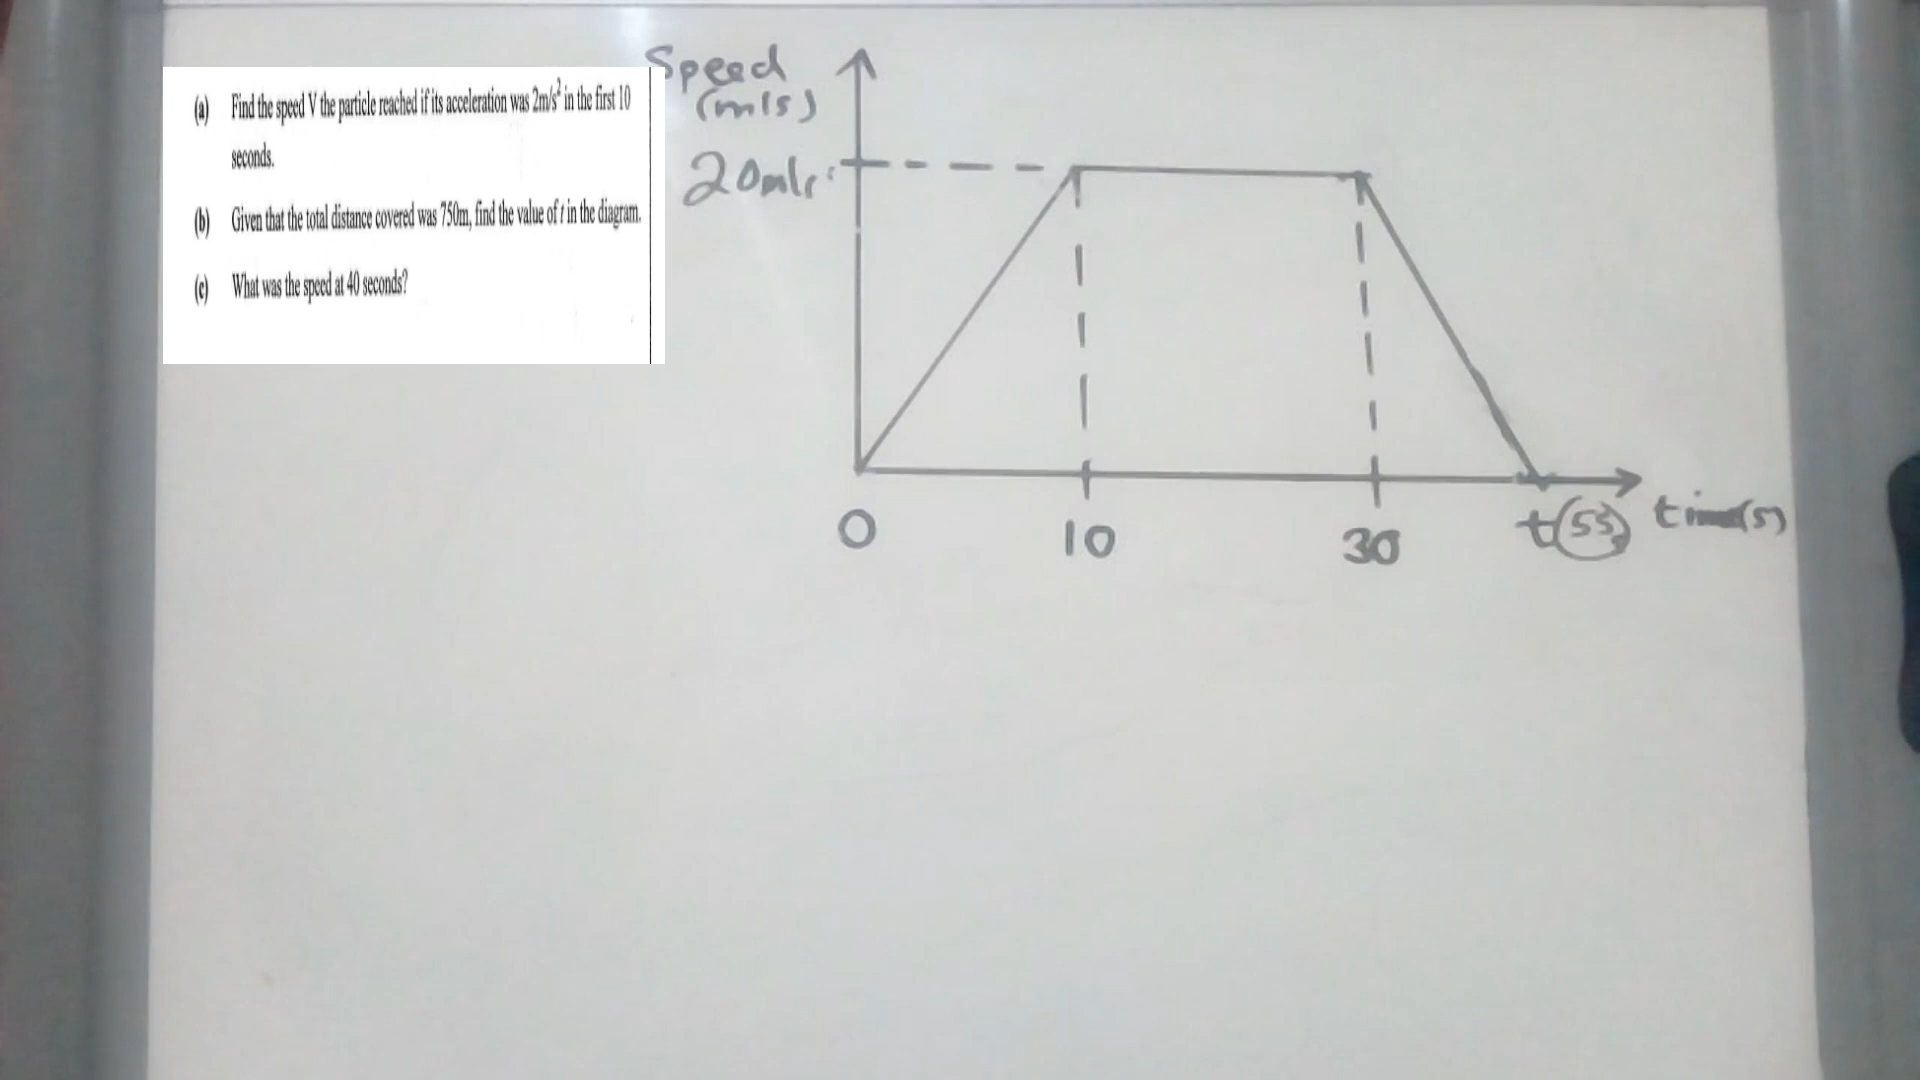 (a) Find the speed V the particle reached if its acceleration was 2m/s² in the first 10
seconds.
(b) Given that the total distance covered was 750m, find the value of t in the diagram.
(c) What was the speed at 40 seconds?
Speed
(m/s)
20m/s
0
10
30
t(55)
time(s)